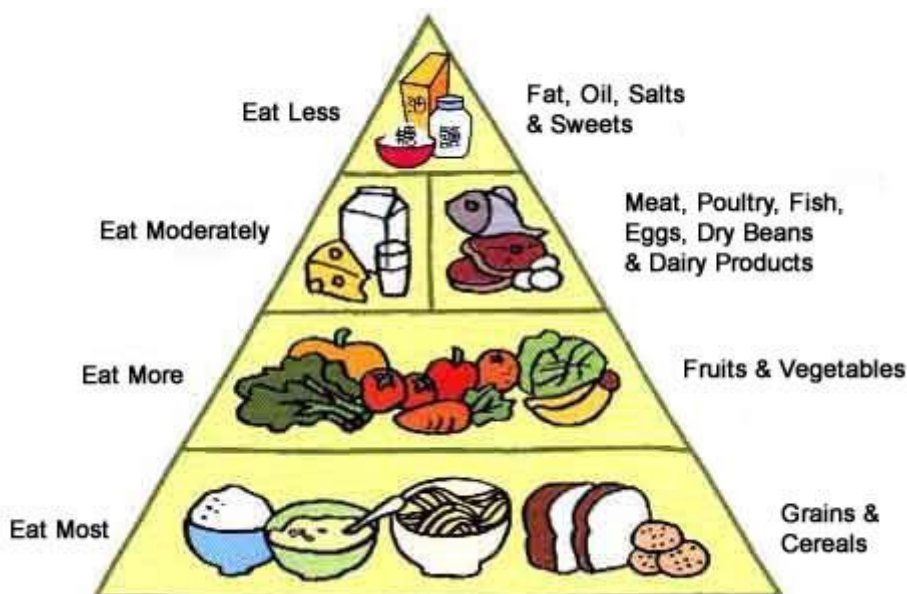 Eat Less
油
糖
鹽
Fat, Oil, Salts
& Sweets
Eat Moderately
Meat, Poultry, Fish,
Eggs, Dry Beans
& Dairy Products
Eat More
Fruits & Vegetables
Eat Most
Grains &
Cereals